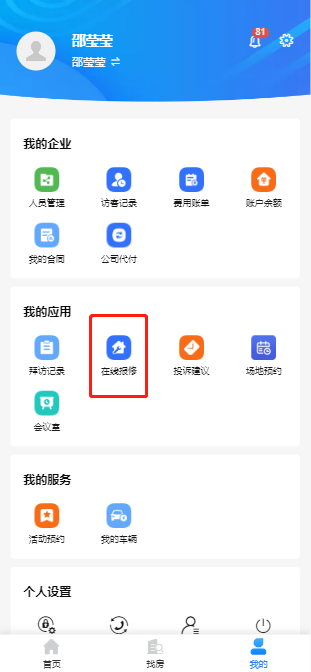 邵莹莹
81
邵莹莹
我的企业
人员管理 访客记录 费用账单 账户余额
我的合同 公司代付
我的应用
拜访记录 在线报修 投诉建议 场地预约
会议室
我的服务
活动预约 我的车辆
个人设置
首页 找房 我的